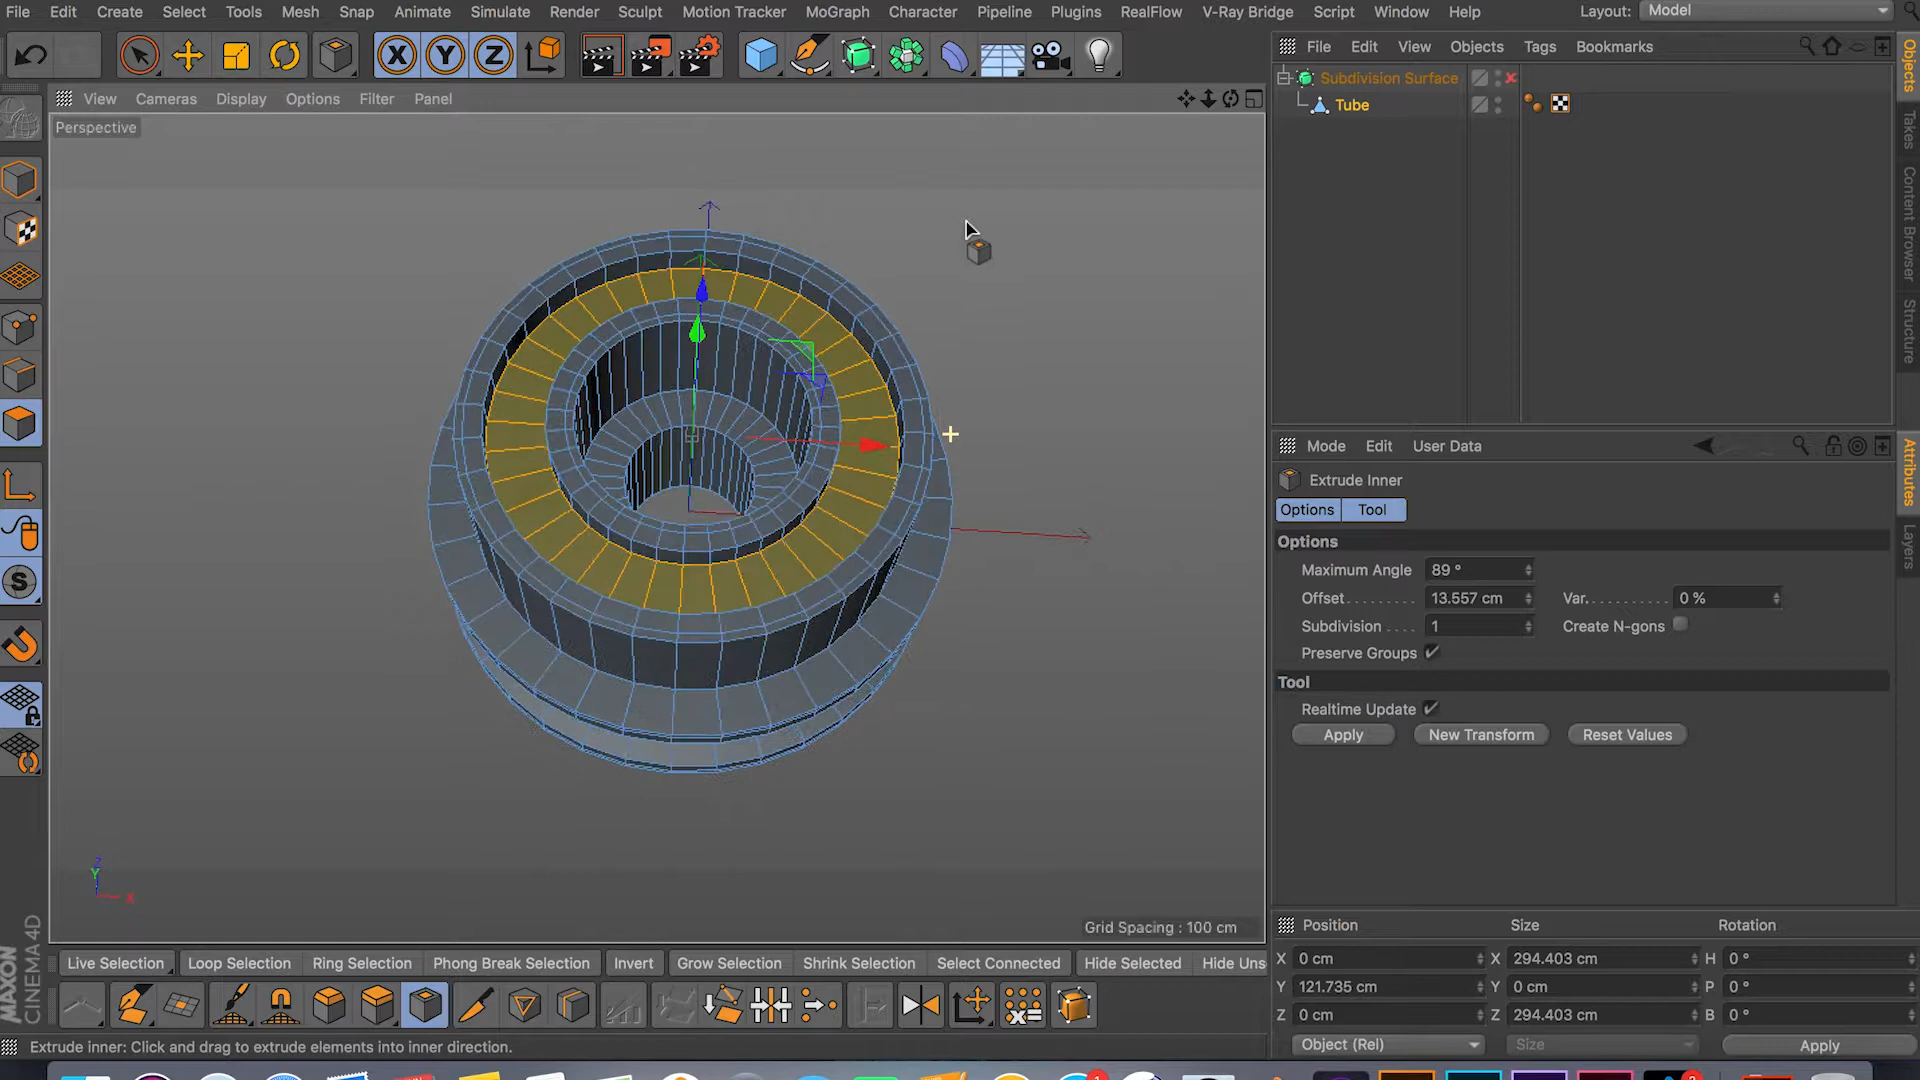 File Edit Create Select Tools Mesh Snap Animate Simulate Render Sculpt Motion Tracker MoGraph Character Pipeline Plugins RealFlow V-Ray Bridge Script Window Help Layout: Model
X Y Z
File Edit View Objects Tags Bookmarks
Subdivision Surface
Tube
View Cameras Display Options Filter Panel
Perspective
Objects
Takes
Content Browser
Structure
Mode Edit User Data
Extrude Inner
Options Tool
Options
Maximum Angle 89 °
Offset 13.557 cm Var. 0 %
Subdivision 1 Create N-gons
Preserve Groups
Tool
Realtime Update
Apply New Transform Reset Values
Attributes
Layers
S
Z
Y
X
Grid Spacing : 100 cm
Position Size Rotation
X 0 cm X 294.403 cm H 0 °
Y 121.735 cm Y 0 cm P 0 °
Z 0 cm Z 294.403 cm B 0 °
Object (Rel) Size Apply
Live Selection Loop Selection Ring Selection Phong Break Selection Invert Grow Selection Shrink Selection Select Connected Hide Selected Hide Uns
MAXON
CINEMA 4D
Extrude inner: Click and drag to extrude elements into inner direction.